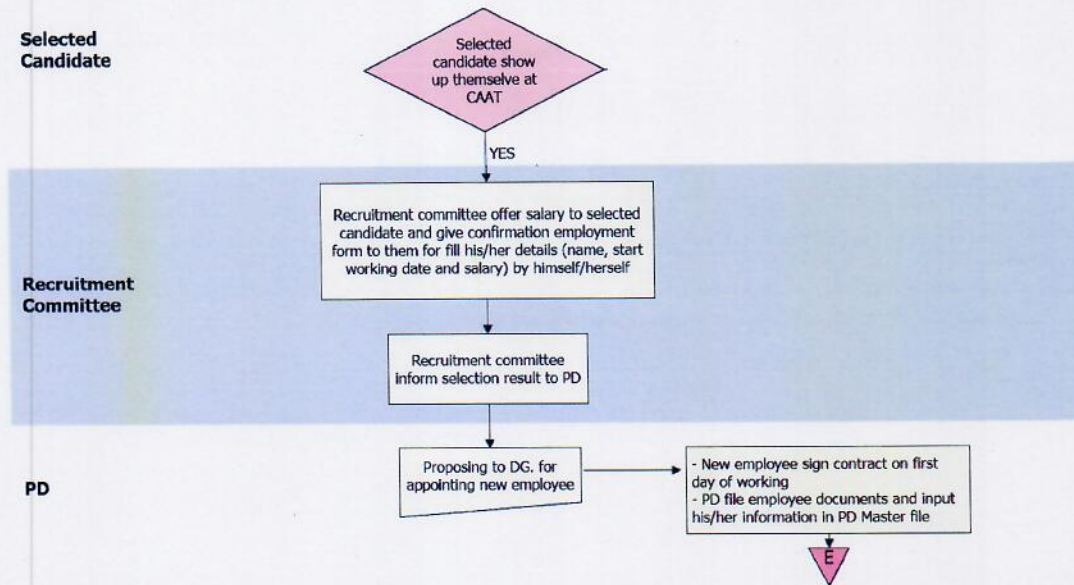 Selected
Candidate
Selected
candidate show
up themselve at
CAAT
YES
Recruitment
Committee
Recruitment committee offer salary to selected
candidate and give confirmation employment
form to them for fill his/her details (name, start
working date and salary) by himself/herself
Recruitment committee
inform selection result to PD
PD
Proposing to DG. for
appointing new employee
- New employee sign contract on first
day of working
- PD file employee documents and input
his/her information in PD Master file
E